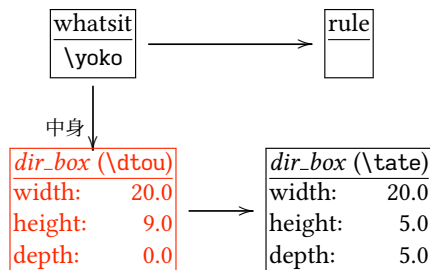 whatsit
\yoko
rule
中身
dir_box (\dtou)
width: 20.0
height: 9.0
depth: 0.0
dir_box (\tate)
width: 20.0
height: 5.0
depth: 5.0